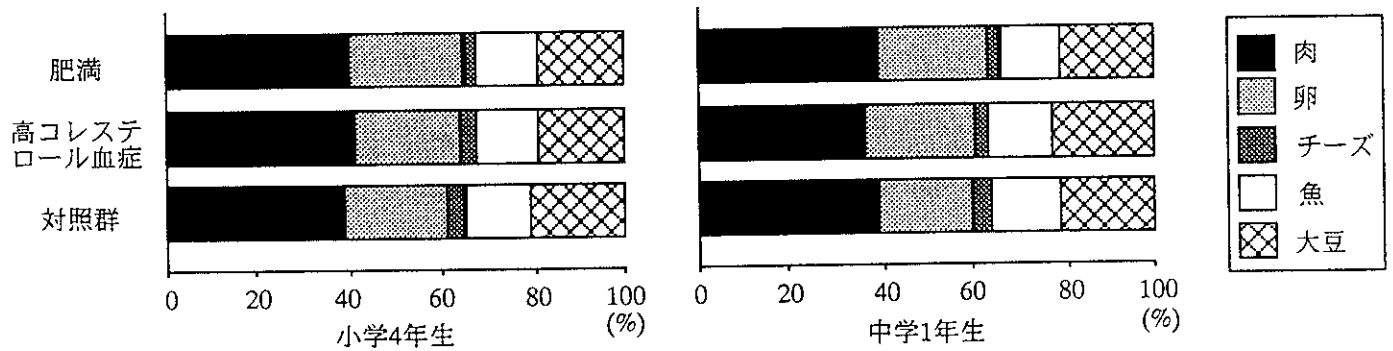 肥満
高コレステ
ロール血症
対照群
0 20 40 60 80 100
(%)
小学4年生
0 20 40 60 80 100
(%)
中学1年生
肉
卵
チーズ
魚
大豆